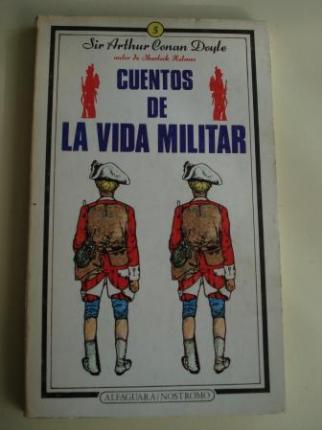 5
Sir Arthur Conan Doyle
autor de Sherlock Holmes
CUENTOS
DE
LA VIDA MILITAR
ALFAGUARA/NOSTROMO